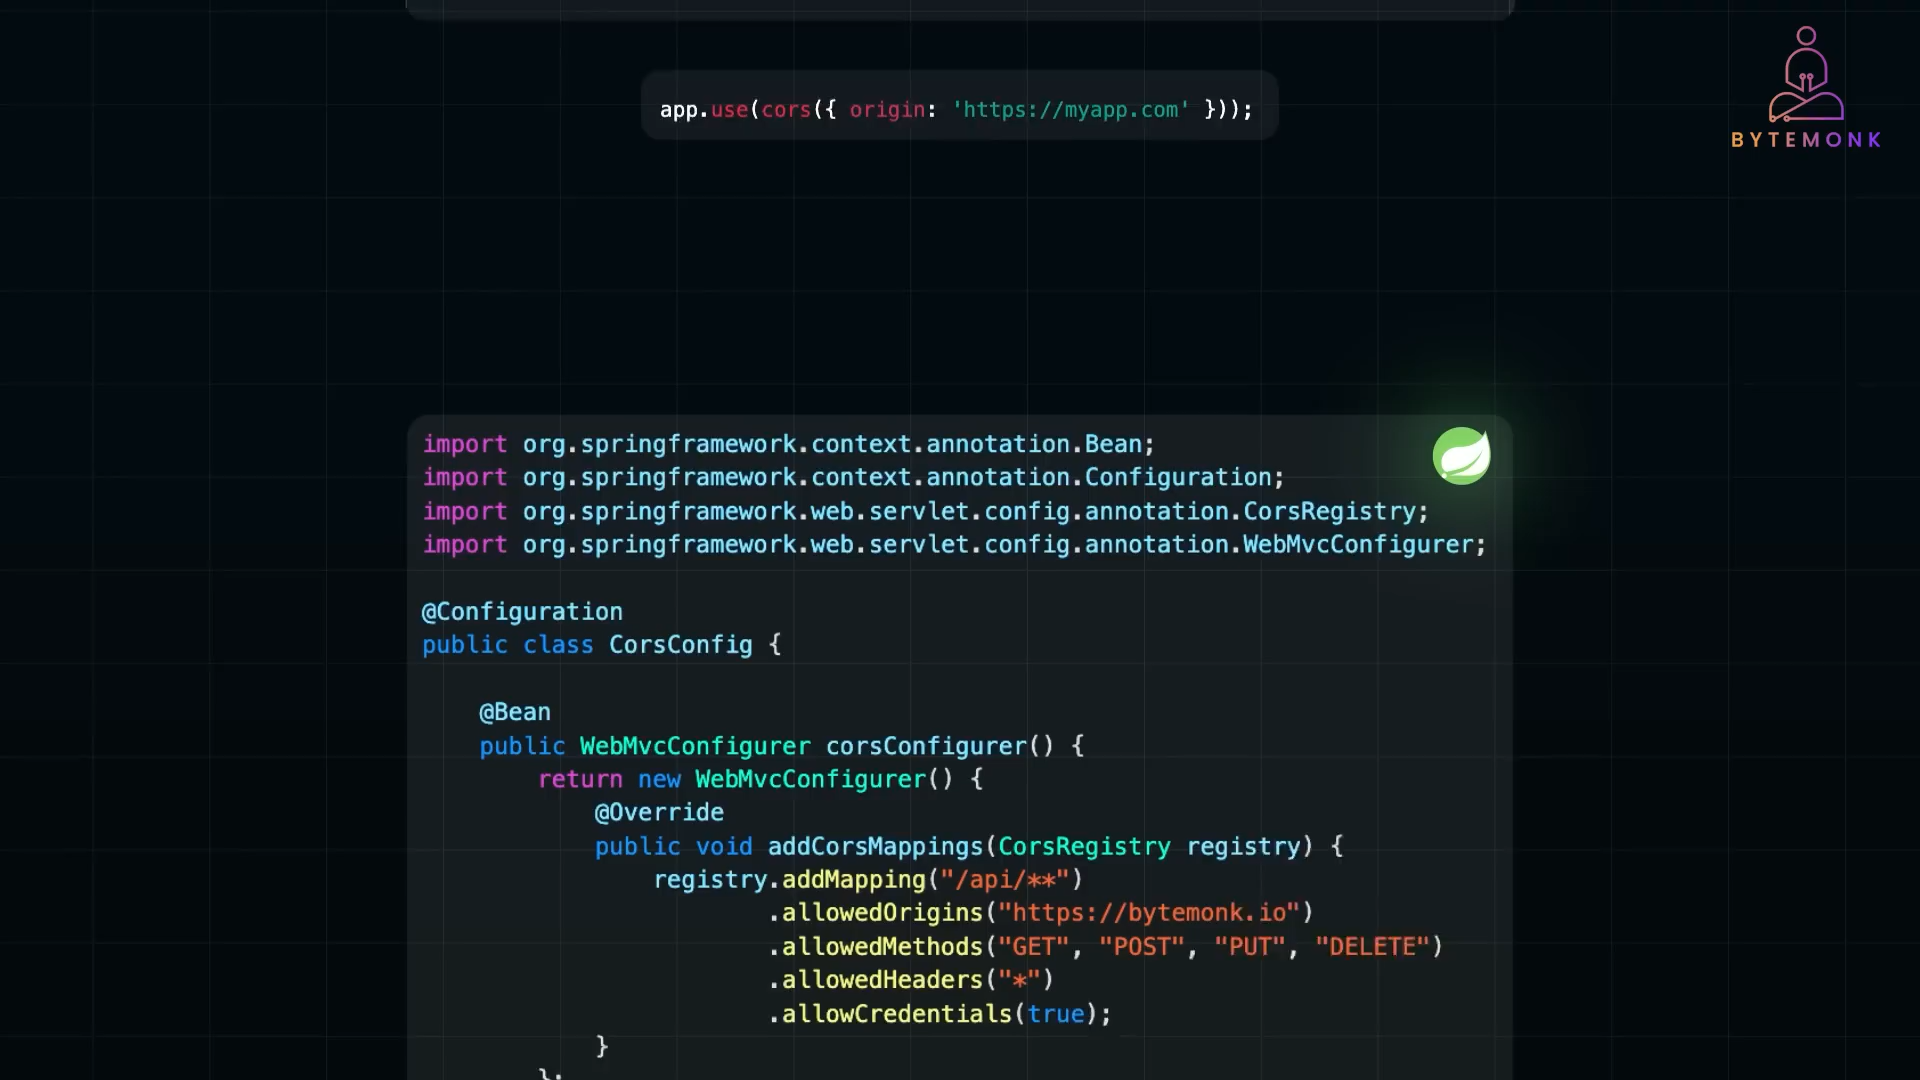 app.use(cors({ origin: 'https://myapp.com' }));
BYTEMONK
import org.springframework.context.annotation.Bean;
import org.springframework.context.annotation.Configuration;
import org.springframework.web.servlet.config.annotation.CorsRegistry;
import org.springframework.web.servlet.config.annotation.WebMvcConfigurer;
@Configuration
public class CorsConfig {
@Bean
public WebMvcConfigurer corsConfigurer() {
return new WebMvcConfigurer() {
@Override
public void addCorsMappings(CorsRegistry registry) {
registry.addMapping("/api/**")
.allowedOrigins("https://bytemonk.io")
.allowedMethods("GET", "POST", "PUT", "DELETE")
.allowedHeaders("*")
.allowCredentials(true);
}
};